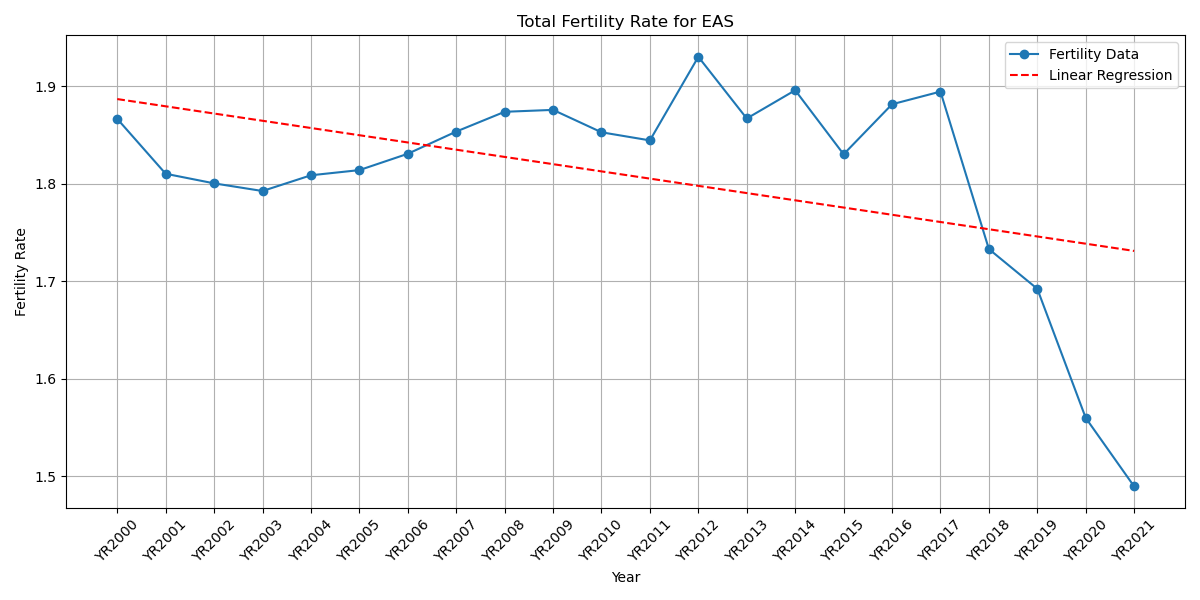 Total Fertility Rate for EAS
Fertility Data
Linear Regression
Fertility Rate
1.9
1.8
1.7
1.6
1.5
YR2000
YR2001
YR2002
YR2003
YR2004
YR2005
YR2006
YR2007
YR2008
YR2009
YR2010
YR2011
YR2012
YR2013
YR2014
YR2015
YR2016
YR2017
YR2018
YR2019
YR2020
YR2021
Year